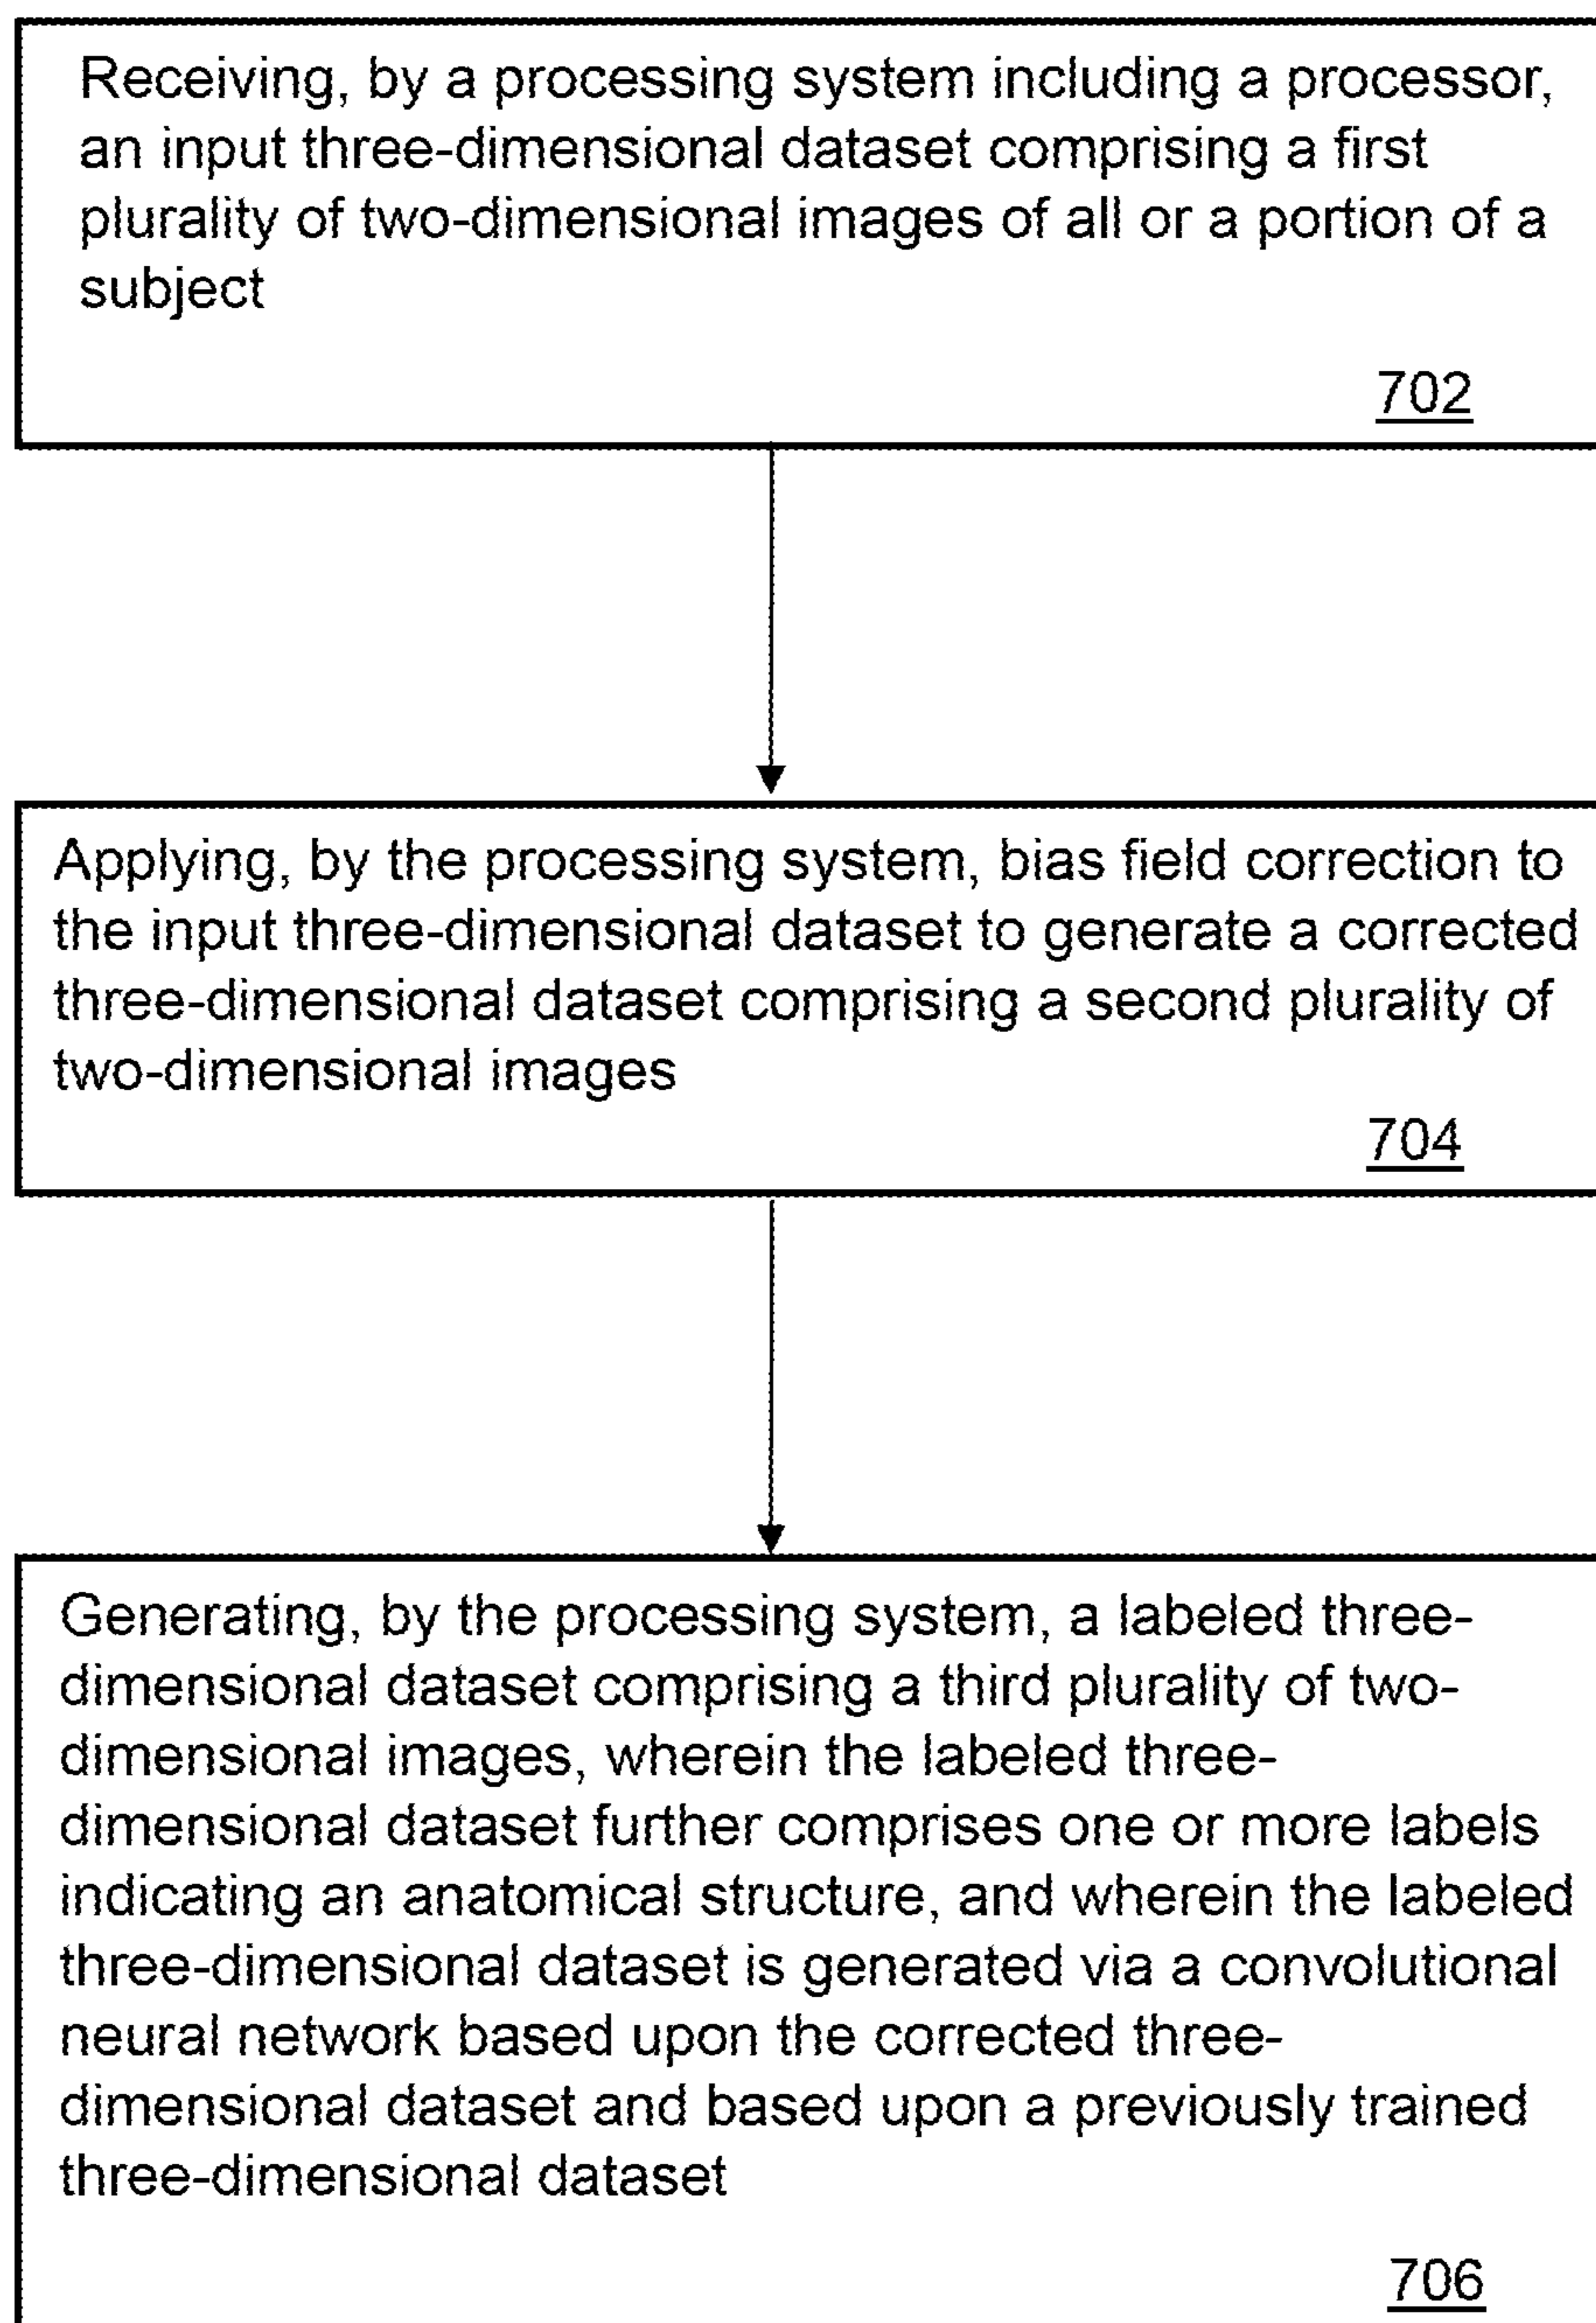 Receiving, by a processing system including a processor,
an input three-dimensional dataset comprising a first
plurality of two-dimensional images of all or a portion of a
subject
702
Applying, by the processing system, bias field correction to
the input three-dimensional dataset to generate a corrected
three-dimensional dataset comprising a second plurality of
two-dimensional images
704
Generating, by the processing system, a labeled three-
dimensional dataset comprising a third plurality of two-
dimensional images, wherein the labeled three-
dimensional dataset further comprises one or more labels
indicating an anatomical structure, and wherein the labeled
three-dimensional dataset is generated via a convolutional
neural network based upon the corrected three-
dimensional dataset and based upon a previously trained
three-dimensional dataset
706